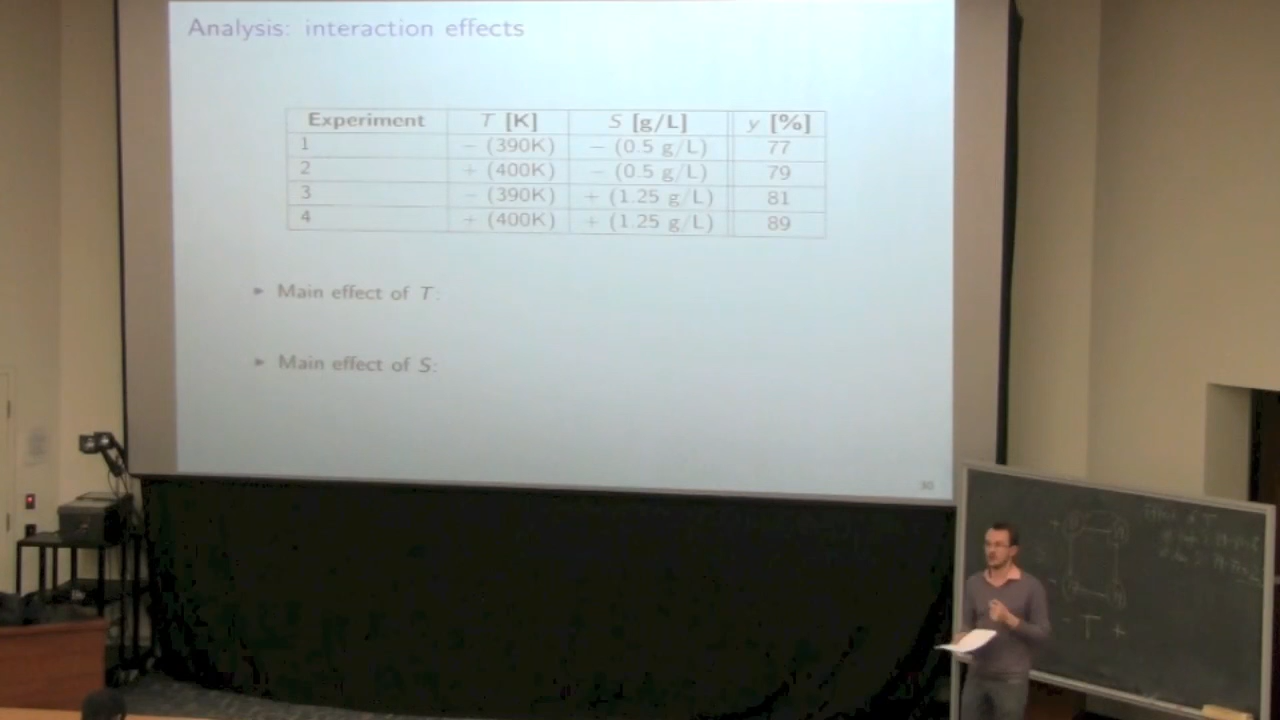 Analysis: interaction effects
Experiment T [K] S [g/L] y [%]
1 − (390K) − (0.5 g/L) 77
2 + (400K) − (0.5 g/L) 79
3 − (390K) + (1.25 g/L) 81
4 + (400K) + (1.25 g/L) 89
► Main effect of T:
► Main effect of S:
- T +